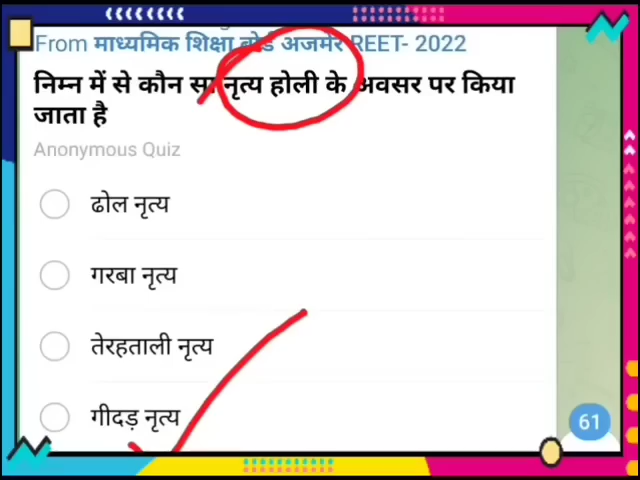 From माध्यमिक शिक्षा बोर्ड अजमेर REET- 2022
निम्न में से कौन सा नृत्य होली के अवसर पर किया
जाता है
Anonymous Quiz
ढोल नृत्य
गरबा नृत्य
तेरहताली नृत्य
गीदड़ नृत्य
61